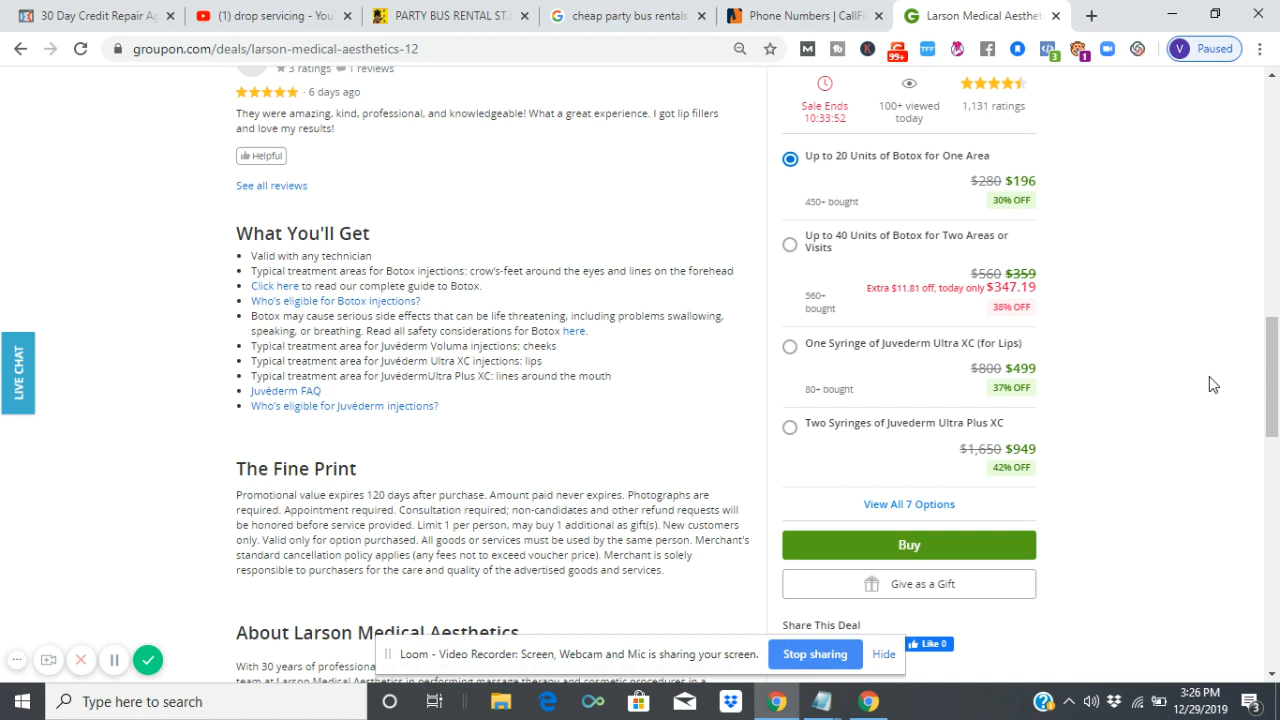 30 Day Credit Repair Ag
(1) drop servicing - You
PARTY BUS RENTAL ST.
cheap party bus rentals
Phone Numbers | CallFi
Larson Medical Aestheti
groupon.com/deals/larson-medical-aesthetics-12
99+
TFF
3
1
V
Paused
3 ratings
1 reviews
6 days ago
They were amazing, kind, professional, and knowledgeable! What a great experience. I got lip fillers
and love my results!
Helpful
See all reviews
What You'll Get
Valid with any technician
Typical treatment areas for Botox injections: crow's-feet around the eyes and lines on the forehead
Click here to read our complete guide to Botox.
Who's eligible for Botox injections?
Botox may cause serious side effects that can be life threatening, including problems swallowing,
speaking, or breathing. Read all safety considerations for Botox here.
Typical treatment area for Juvéderm Voluma injections: cheeks
Typical treatment area for Juvéderm Ultra XC injections: lips
Typical treatment area for JuvédermUltra Plus XC: lines around the mouth
Juvéderm FAQ
Who's eligible for Juvéderm injections?
The Fine Print
Promotional value expires 120 days after purchase. Amount paid never expires. Photographs are
required. Appointment required. Consultation required; non-candidates and other refund requests will
be honored before service provided. Limit 1 per person, may buy 1 additional as gift(s). New customers
only. Valid only for option purchased. All goods or services must be used by the same person. Merchant's
standard cancellation policy applies (any fees not to exceed voucher price). Merchant is solely
responsible to purchasers for the care and quality of the advertised goods and services.
About Larson Medical Aesthetics
With 30 years of professional
team at Larson Medical Aesthetics in performing massage therapy and cosmetic procedures in a
LIVE CHAT
Sale Ends
10:33:52
100+ viewed
today
1,131 ratings
Up to 20 Units of Botox for One Area
$280 $196
450+ bought
30% OFF
Up to 40 Units of Botox for Two Areas or
Visits
$560 $359
Extra $11.81 off, today only $347.19
560+
bought
38% OFF
One Syringe of Juvederm Ultra XC (for Lips)
$800 $499
80+ bought
37% OFF
Two Syringes of Juvederm Ultra Plus XC
$1,650 $949
42% OFF
View All 7 Options
Buy
Give as a Gift
Share This Deal
Like 0
Loom - Video Recorder: Screen, Webcam and Mic is sharing your screen.
Stop sharing
Hide
Type here to search
3:26 PM
12/29/2019
3